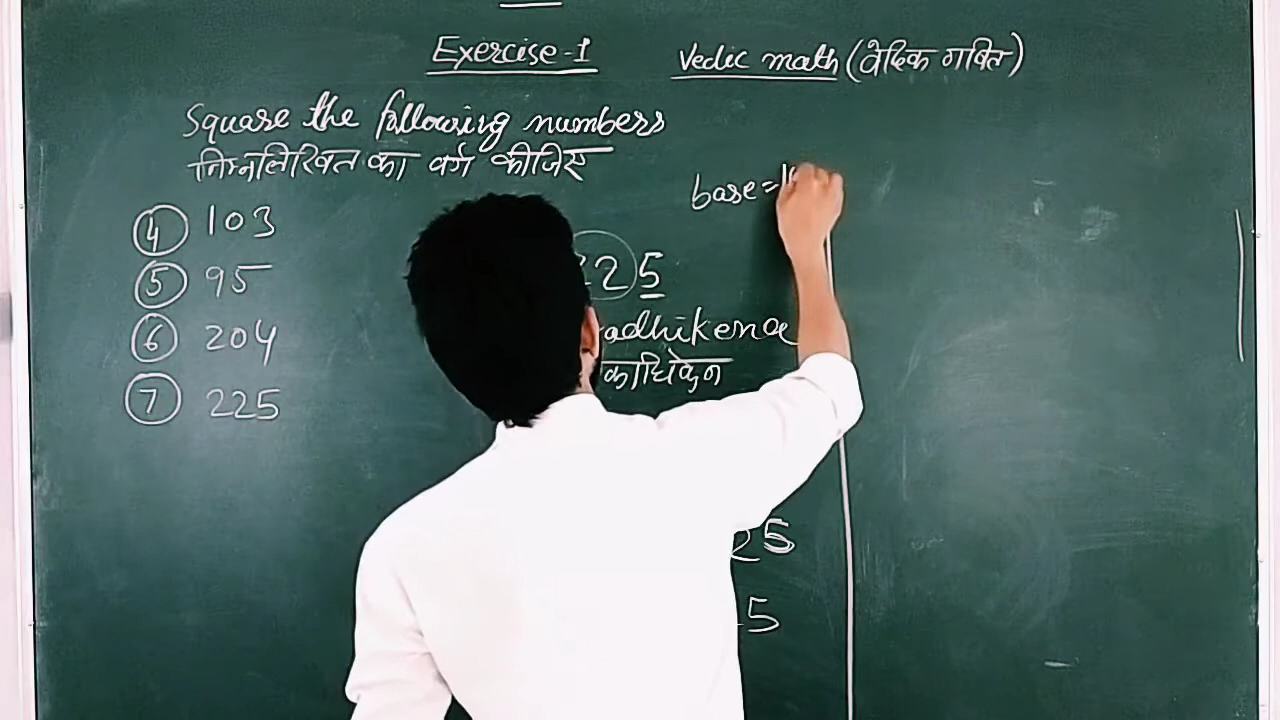 Exercise-1
Vedic math (वैदिक गणित)
Square the following numbers
निम्नलिखित का वर्ग कीजिए
base =
④ 103
⑤ 95
⑥ 204
⑦ 225
225
adhikena
काधिकेन
25
5